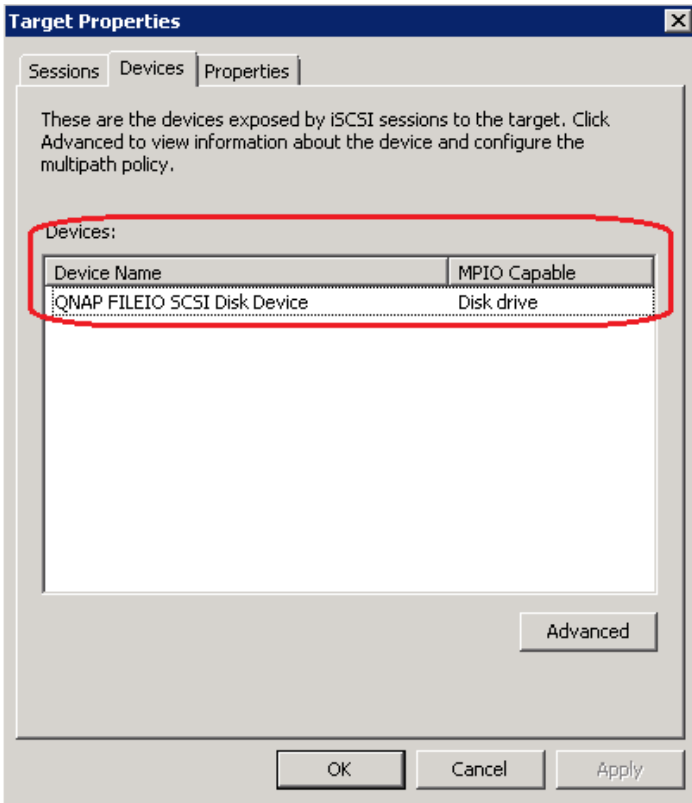 Target Properties
Sessions Devices Properties
These are the devices exposed by iSCSI sessions to the target. Click
Advanced to view information about the device and configure the
multipath policy.
Devices:
Device Name MPIO Capable
QNAP FILEIO SCSI Disk Device Disk drive
Advanced
OK Cancel Apply